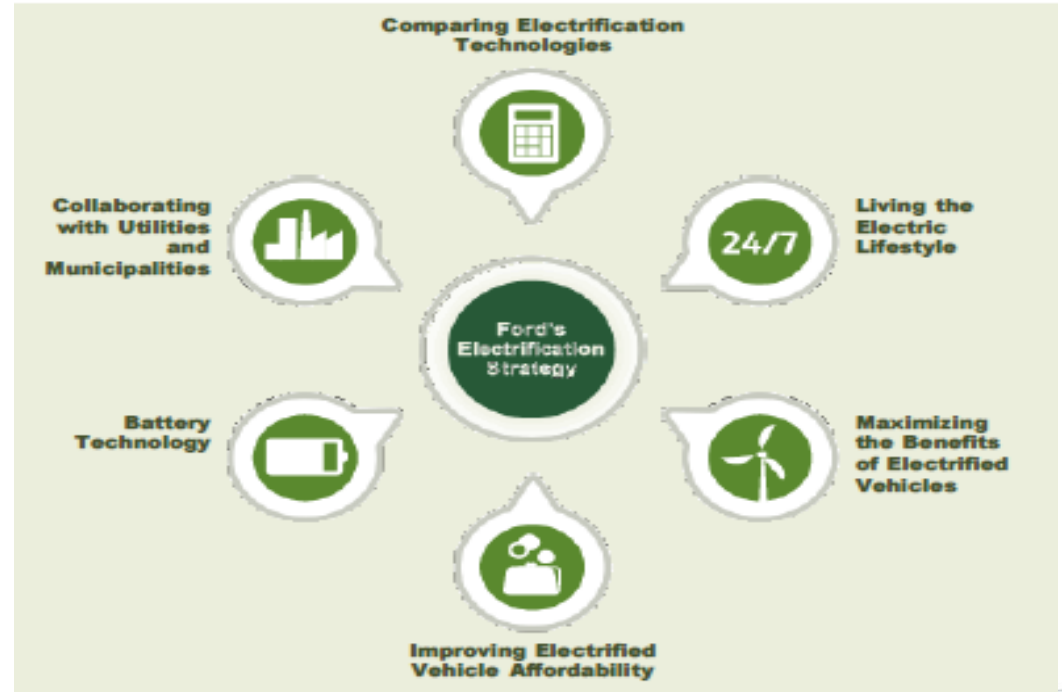 Comparing Electrification
Technologies
Collaborating
with Utilities
and
Municipalities
24/7
Living the
Electric
Lifestyle
Ford's
Electrification
Strategy
Battery
Technology
Maximizing
the Benefits
of Electrified
Vehicles
Improving Electrified
Vehicle Affordability